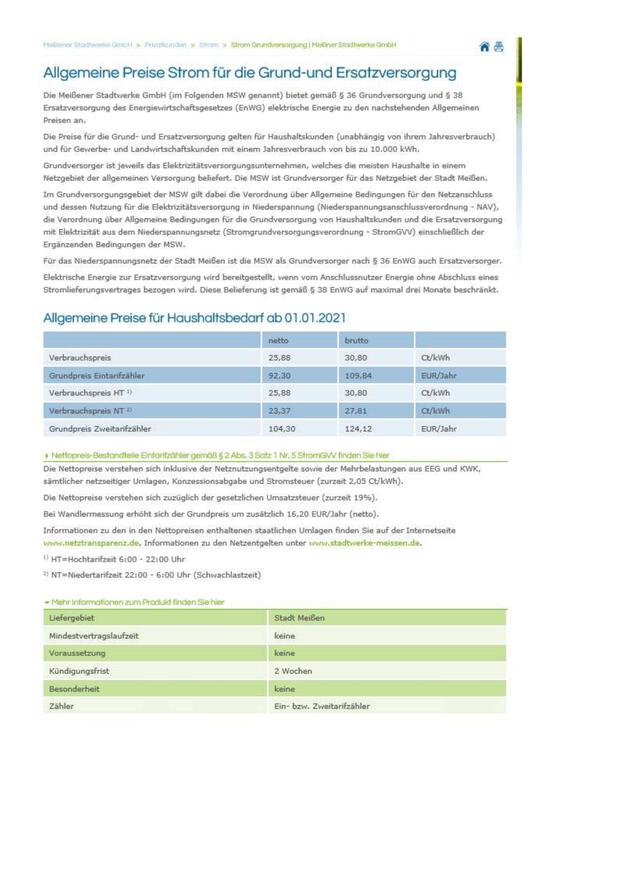 Meißener Stadtwerke GmbH > Privatkunden > Strom > Strom Grundversorgung | Meißner Stadtwerke GmbH
Allgemeine Preise Strom für die Grund-und Ersatzversorgung
Die Meißener Stadtwerke GmbH (im Folgenden MSW genannt) bietet gemäß § 36 Grundversorgung und § 38
Ersatzversorgung des Energiewirtschaftsgesetzes (EnWG) elektrische Energie zu den nachstehenden Allgemeinen
Preisen an.
Die Preise für die Grund- und Ersatzversorgung gelten für Haushaltskunden (unabhängig von ihrem Jahresverbrauch)
und für Gewerbe- und Landwirtschaftskunden mit einem Jahresverbrauch von bis zu 10.000 kWh.
Grundversorger ist jeweils das Elektrizitätsversorgungsunternehmen, welches die meisten Haushalte in einem
Netzgebiet der allgemeinen Versorgung beliefert. Die MSW ist Grundversorger für das Netzgebiet der Stadt Meißen.
Im Grundversorgungsgebiet der MSW gilt dabei die Verordnung über Allgemeine Bedingungen für den Netzanschluss
und dessen Nutzung für die Elektrizitätsversorgung in Niederspannung (Niederspannungsanschlussverordnung - NAV),
die Verordnung über Allgemeine Bedingungen für die Grundversorgung von Haushaltskunden und die Ersatzversorgung
mit Elektrizität aus dem Niederspannungsnetz (Stromgrundversorgungsverordnung - StromGVV) einschließlich der
Ergänzenden Bedingungen der MSW.
Für das Niederspannungsnetz der Stadt Meißen ist die MSW als Grundversorger nach § 36 EnWG auch Ersatzversorger.
Elektrische Energie zur Ersatzversorgung wird bereitgestellt, wenn vom Anschlussnutzer Energie ohne Abschluss eines
Stromlieferungsvertrages bezogen wird. Diese Belieferung ist gemäß § 38 EnWG auf maximal drei Monate beschränkt.
Allgemeine Preise für Haushaltsbedarf ab 01.01.2021
netto brutto
Verbrauchspreis 25,88 30,80 Ct/kWh
Grundpreis Eintarifzähler 92,30 109,84 EUR/Jahr
Verbrauchspreis HT 1) 25,88 30,80 Ct/kWh
Verbrauchspreis NT 2) 23,37 27,81 Ct/kWh
Grundpreis Zweitarifzähler 104,30 124,12 EUR/Jahr
Nettopreis-Bestandteile Eintarifzähler gemäß § 2 Abs. 3 Satz 1 Nr. 5 StromGVV finden Sie hier
Die Nettopreise verstehen sich inklusive der Netznutzungsentgelte sowie der Mehrbelastungen aus EEG und KWK,
sämtlicher netzseitiger Umlagen, Konzessionsabgabe und Stromsteuer (zurzeit 2,05 Ct/kWh).
Die Nettopreise verstehen sich zuzüglich der gesetzlichen Umsatzsteuer (zurzeit 19%).
Bei Wandlermessung erhöht sich der Grundpreis um zusätzlich 16,20 EUR/Jahr (netto).
Informationen zu den in den Nettopreisen enthaltenen staatlichen Umlagen finden Sie auf der Internetseite
www.netztransparenz.de, Informationen zu den Netzentgelten unter www.stadtwerke-meissen.de.
1) HT=Hochtarifzeit 6:00 - 22:00 Uhr
2) NT=Niedertarifzeit 22:00 - 6:00 Uhr (Schwachlastzeit)
Mehr Informationen zum Produkt finden Sie hier
Liefergebiet Stadt Meißen
Mindestvertragslaufzeit keine
Voraussetzung keine
Kündigungsfrist 2 Wochen
Besonderheit keine
Zähler Ein- bzw. Zweitarifzähler